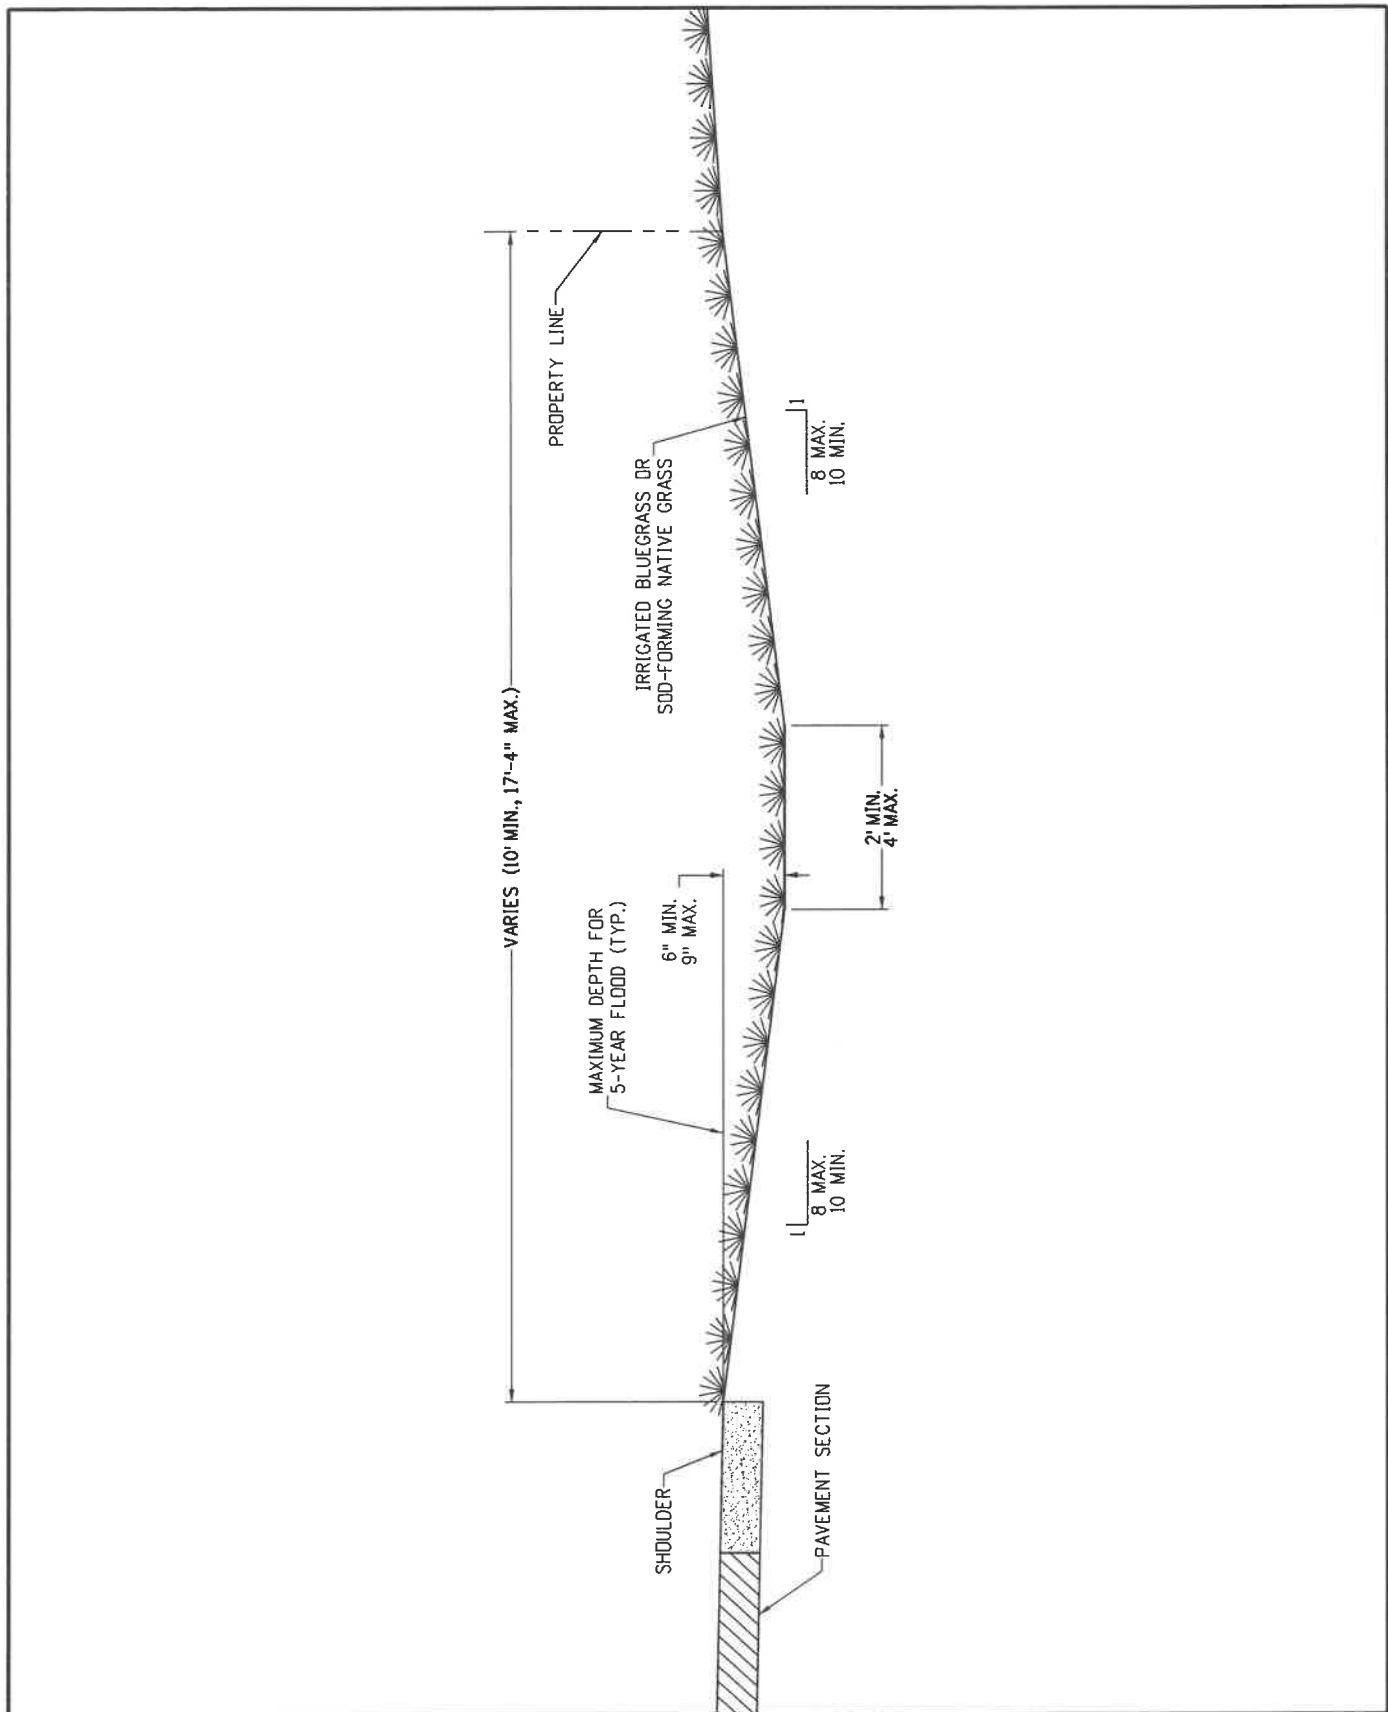 VARIES (10' MIN., 17'-4" MAX.)
PROPERTY LINE
MAXIMUM DEPTH FOR
5-YEAR FLOOD (TYP.)
IRRIGATED BLUEGRASS OR
SOD-FORMING NATIVE GRASS
SHOULDER
6" MIN.
9" MAX.
1
8 MAX.
10 MIN.
1
8 MAX.
10 MIN.
PAVEMENT SECTION
2' MIN.
4' MAX.